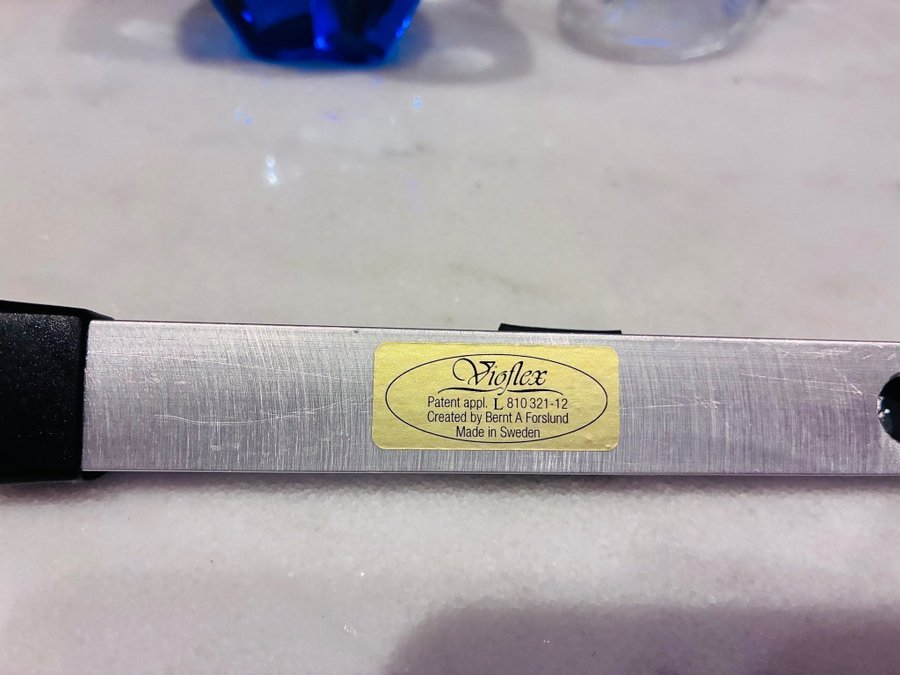 Vioflex
Patent appl. L 810 321-12
Created by Bernt A Forslund
Made in Sweden